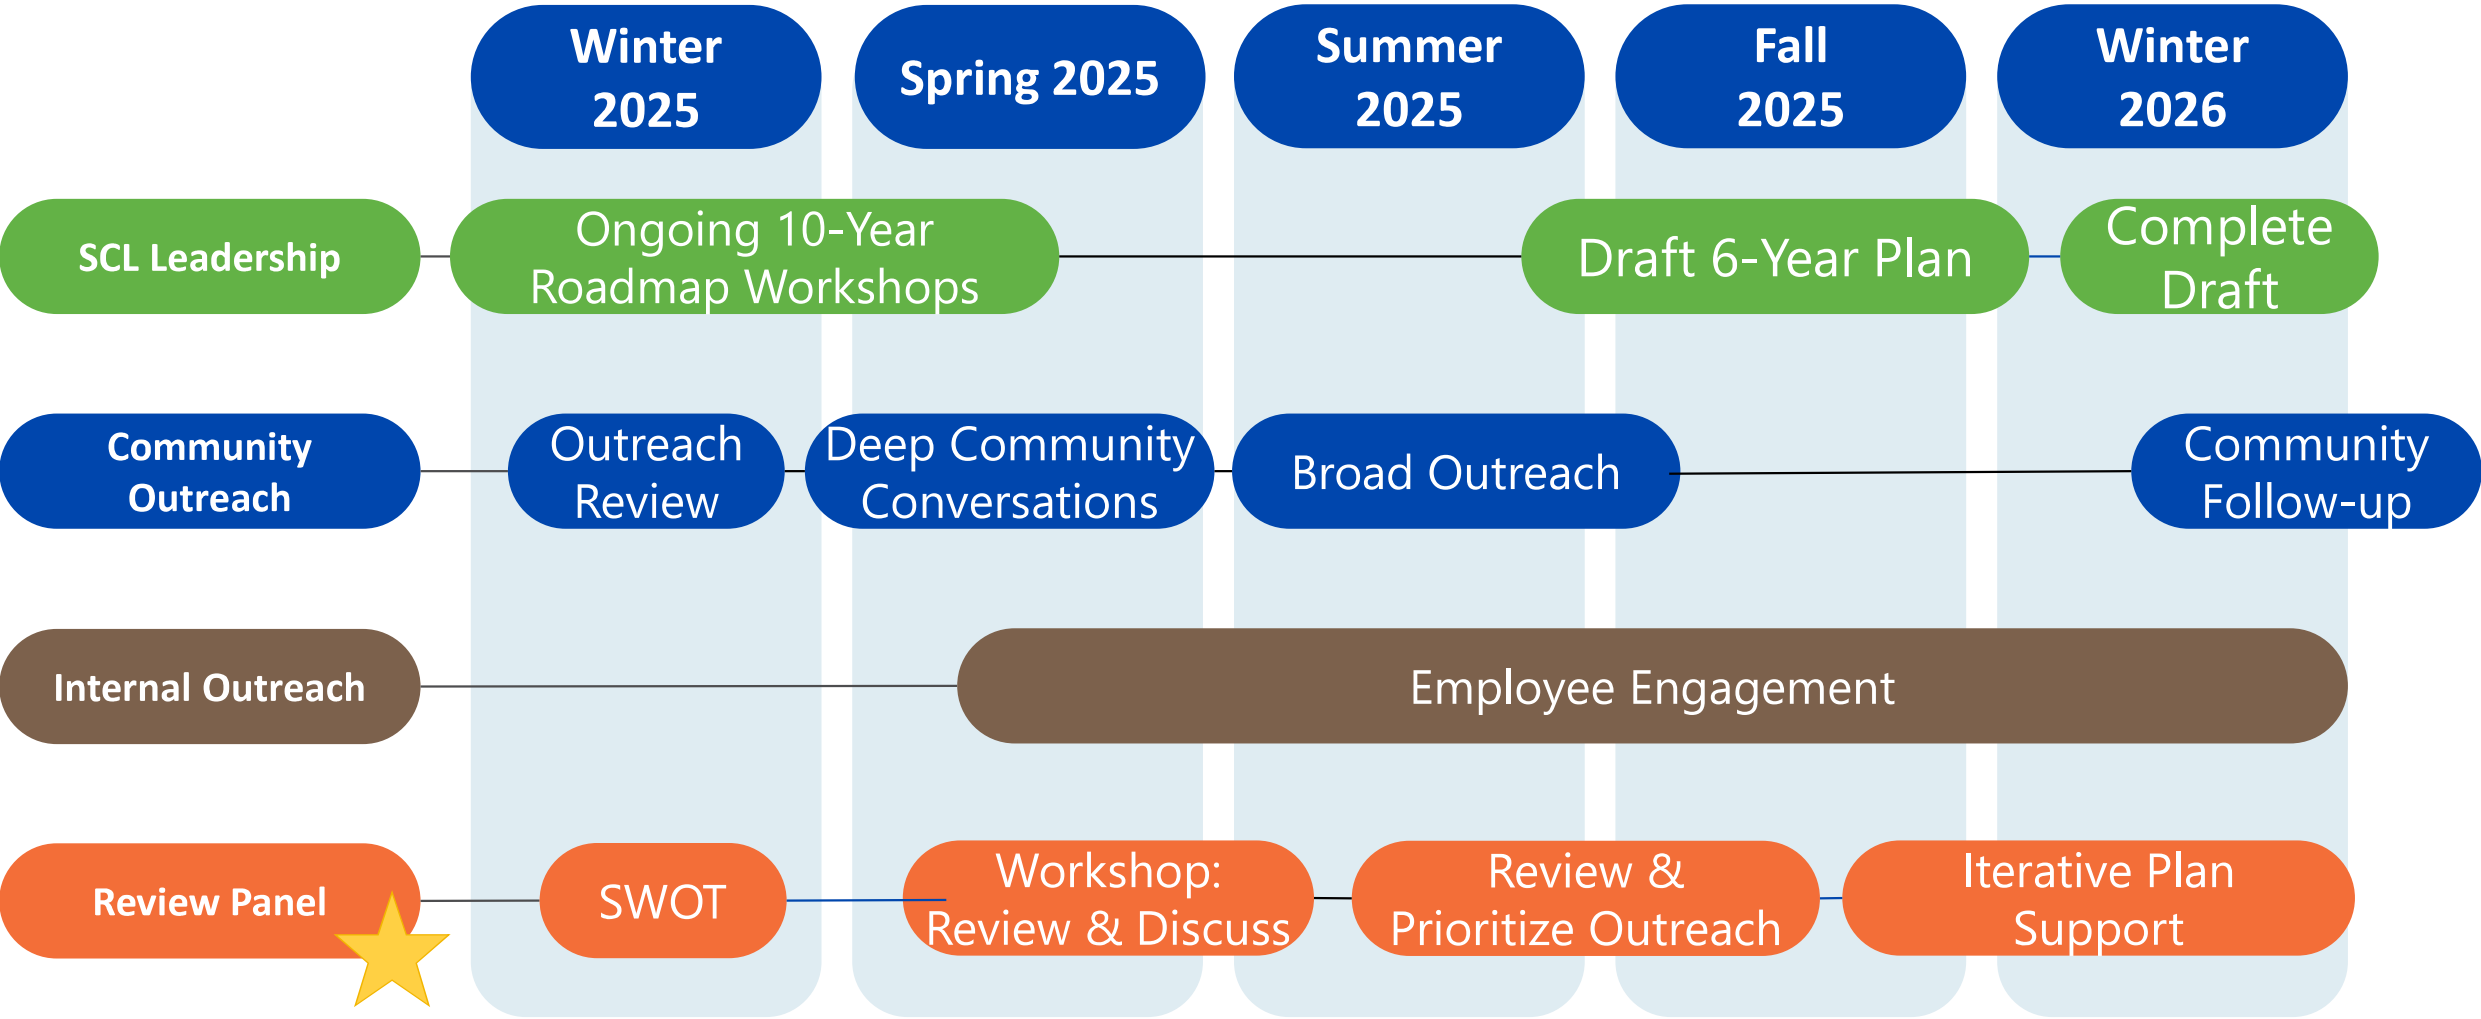 Winter
2025
Spring 2025
Summer
2025
Fall
2025
Winter
2026
SCL Leadership
Ongoing 10-Year
Roadmap Workshops
Draft 6-Year Plan
Complete
Draft
Community
Outreach
Outreach
Review
Deep Community
Conversations
Broad Outreach
Community
Follow-up
Internal Outreach
Employee Engagement
Review Panel
SWOT
Workshop:
Review & Discuss
Review &
Prioritize Outreach
Iterative Plan
Support